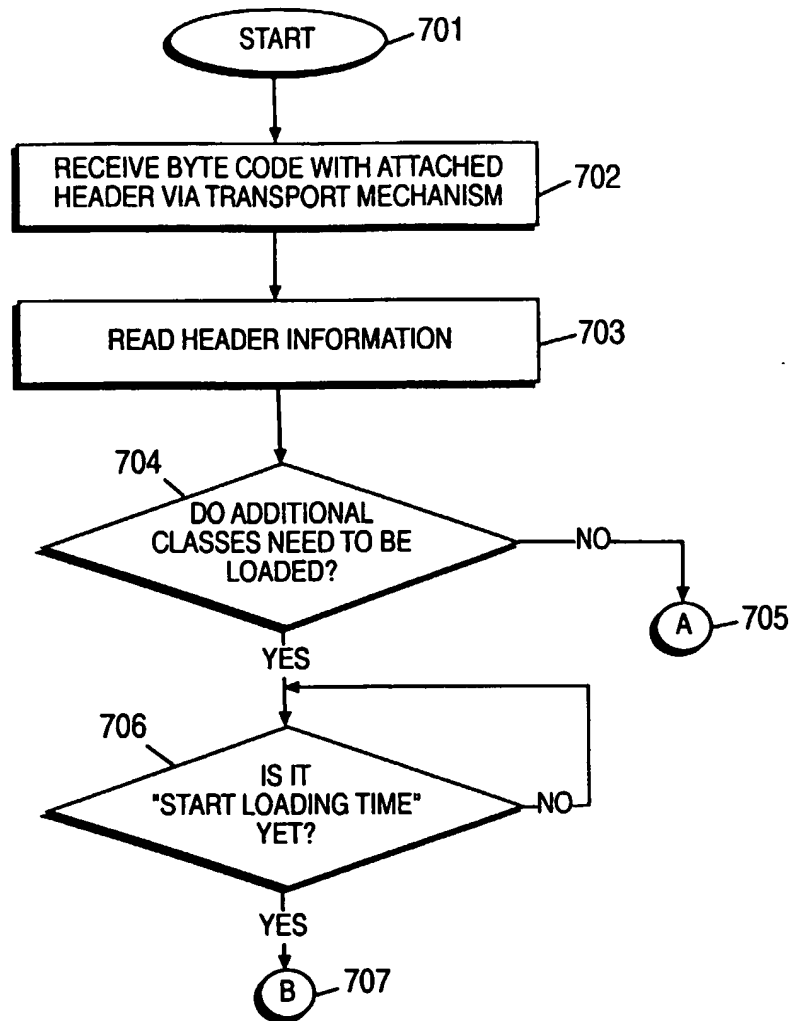 START
701
RECEIVE BYTE CODE WITH ATTACHED
HEADER VIA TRANSPORT MECHANISM
702
READ HEADER INFORMATION
703
704
DO ADDITIONAL
CLASSES NEED TO BE
LOADED?
NO
A
705
YES
706
IS IT
"START LOADING TIME"
YET?
NO
YES
B
707